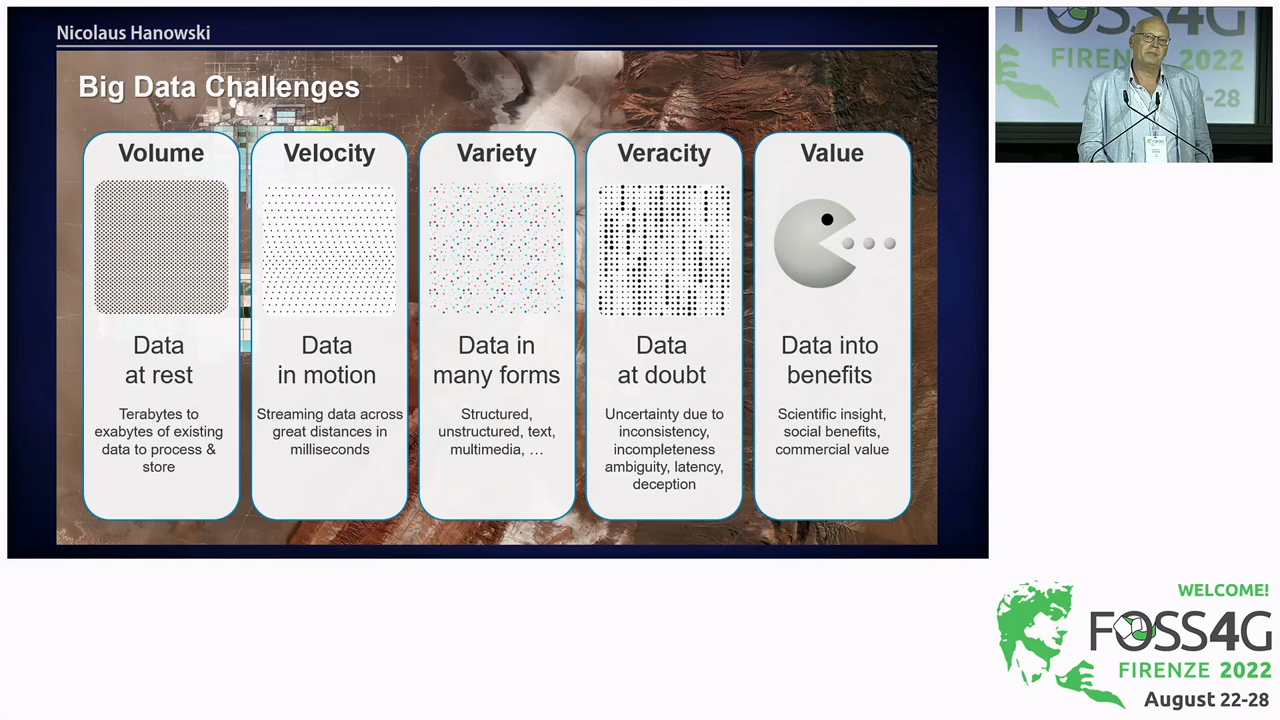 Nicolaus Hanowski
Big Data Challenges
Volume
Data
at rest
Terabytes to
exabytes of existing
data to process &
store
Velocity
Data
in motion
Streaming data across
great distances in
milliseconds
Variety
Data in
many forms
Structured,
unstructured, text,
multimedia, …
Veracity
Data
at doubt
Uncertainty due to
inconsistency,
incompleteness
ambiguity, latency,
deception
Value
Data into
benefits
Scientific insight,
social benefits,
commercial value
FOSS4G
FIRENZE 2022
22-28
WELCOME!
FOSS4G
FIRENZE 2022
August 22-28